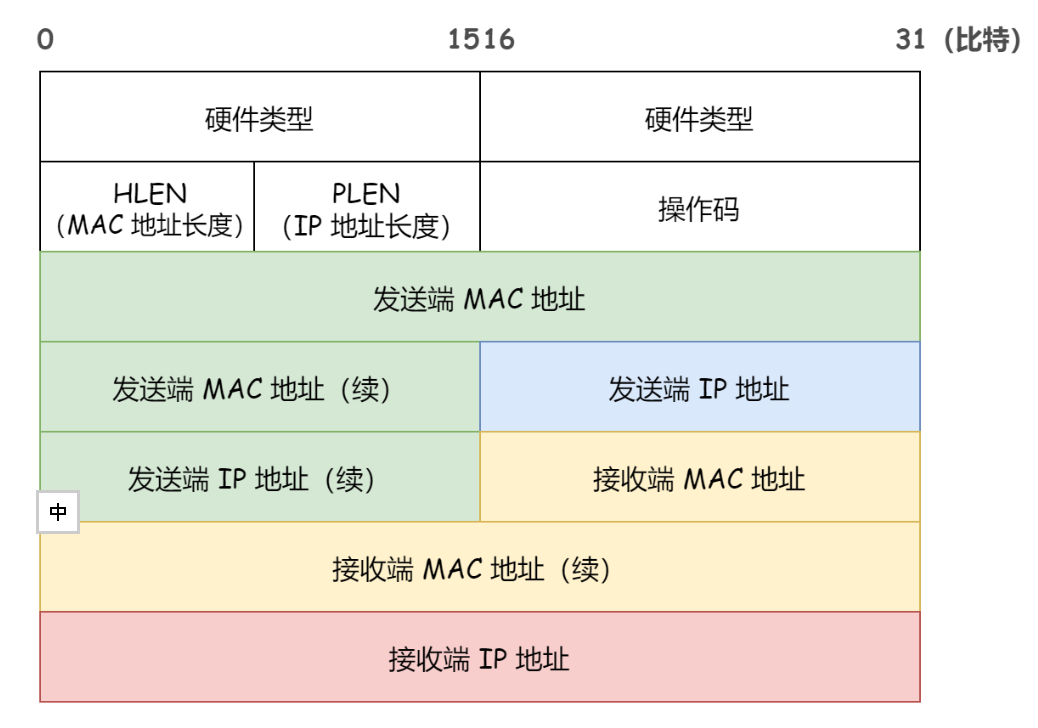 0 1516 31 (比特)
硬件类型 硬件类型
HLEN PLEN
(MAC 地址长度) (IP 地址长度) 操作码
发送端 MAC 地址
发送端 MAC 地址（续） 发送端 IP 地址
发送端 IP 地址（续） 接收端 MAC 地址
中
接收端 MAC 地址（续）
接收端 IP 地址